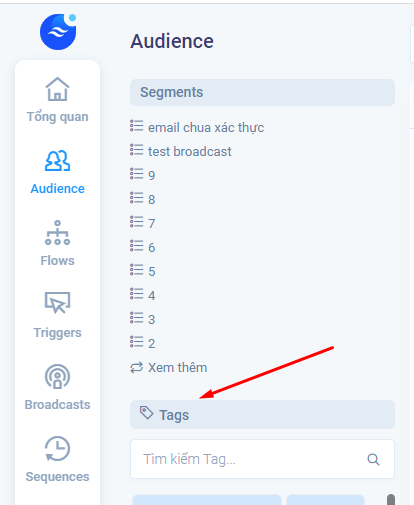 Audience
Segments
email chua xác thực
test broadcast
9
8
7
6
5
4
3
2
Xem thêm
Tags
Tìm kiếm Tag...
Tổng quan
Audience
Flows
Triggers
Broadcasts
Sequences